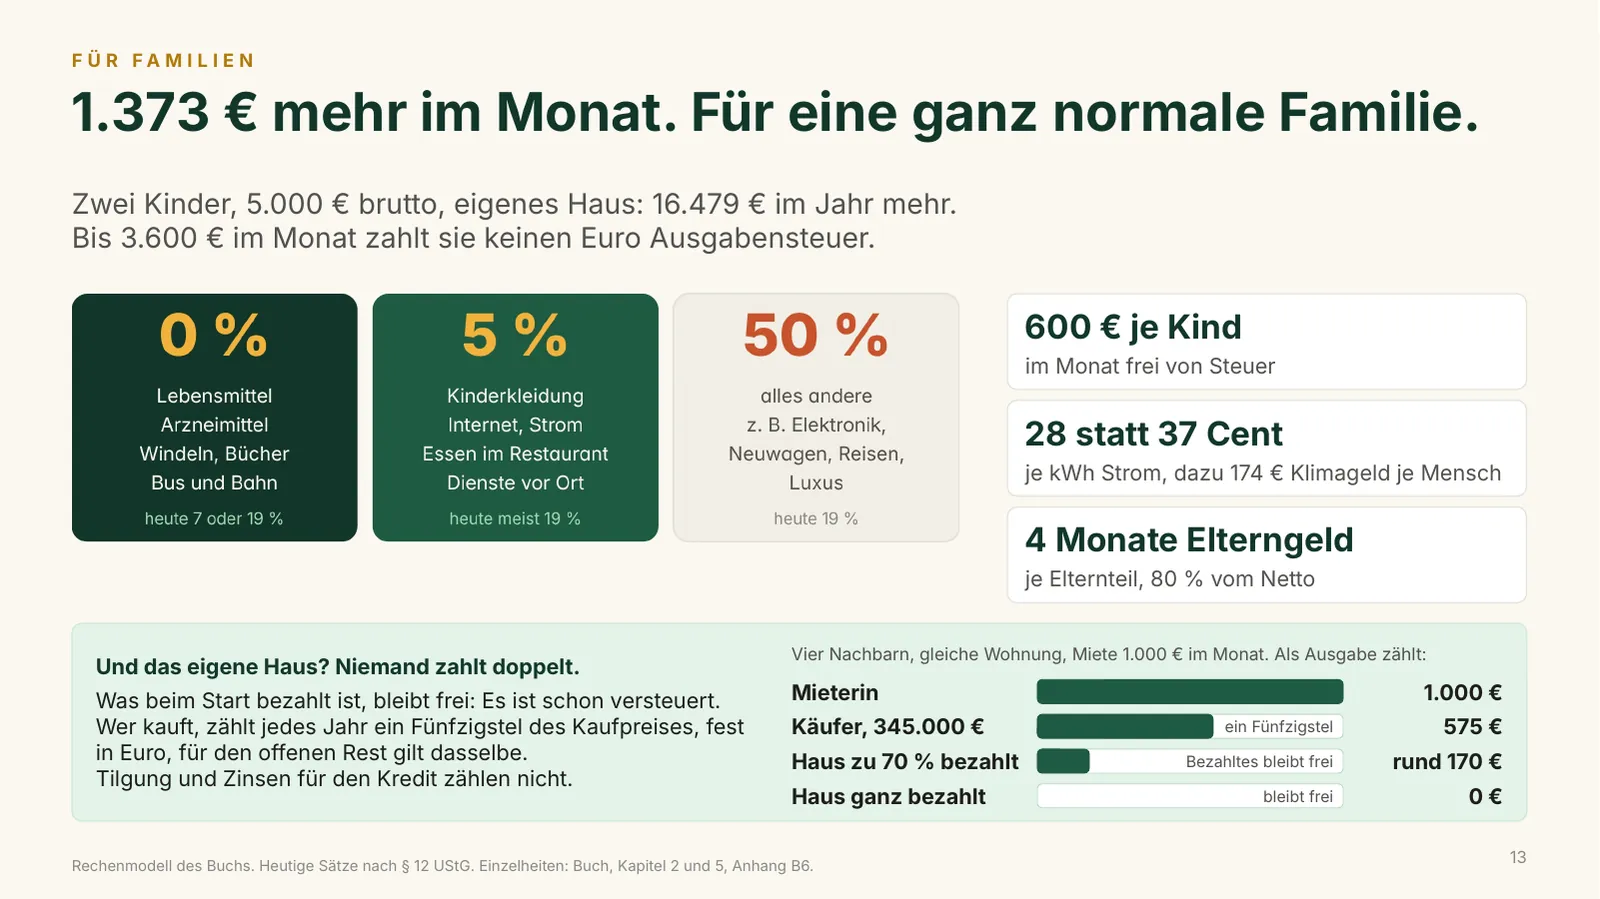 FÜR FAMILIEN
1.373 € mehr im Monat. Für eine ganz normale Familie.
Zwei Kinder, 5.000 € brutto, eigenes Haus: 16.479 € im Jahr mehr.
Bis 3.600 € im Monat zahlt sie keinen Euro Ausgabensteuer.
0 %
Lebensmittel
Arzneimittel
Windeln, Bücher
Bus und Bahn
heute 7 oder 19 %
5 %
Kinderkleidung
Internet, Strom
Essen im Restaurant
Dienste vor Ort
heute meist 19 %
50 %
alles andere
z. B. Elektronik,
Neuwagen, Reisen,
Luxus
heute 19 %
600 € je Kind
im Monat frei von Steuer
28 statt 37 Cent
je kWh Strom, dazu 174 € Klimageld je Mensch
4 Monate Elterngeld
je Elternteil, 80 % vom Netto
Und das eigene Haus? Niemand zahlt doppelt.
Was beim Start bezahlt ist, bleibt frei: Es ist schon versteuert.
Wer kauft, zählt jedes Jahr ein Fünfzigstel des Kaufpreises, fest
in Euro, für den offenen Rest gilt dasselbe.
Tilgung und Zinsen für den Kredit zählen nicht.
Vier Nachbarn, gleiche Wohnung, Miete 1.000 € im Monat. Als Ausgabe zählt:
Mieterin 1.000 €
Käufer, 345.000 € ein Fünfzigstel 575 €
Haus zu 70 % bezahlt Bezahltes bleibt frei rund 170 €
Haus ganz bezahlt bleibt frei 0 €
Rechenmodell des Buchs. Heutige Sätze nach § 12 UStG. Einzelheiten: Buch, Kapitel 2 und 5, Anhang B6.
13